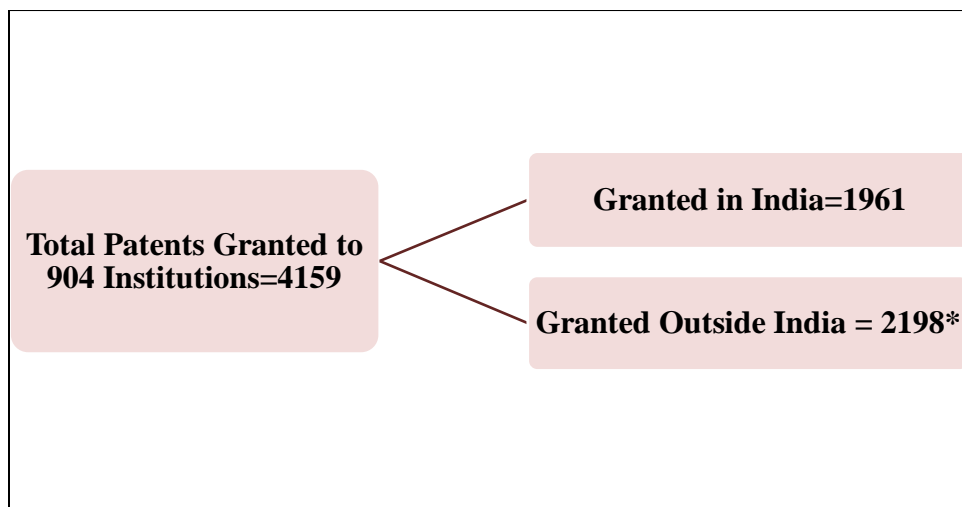 Total Patents Granted to
904 Institutions=4159
Granted in India=1961
Granted Outside India = 2198*